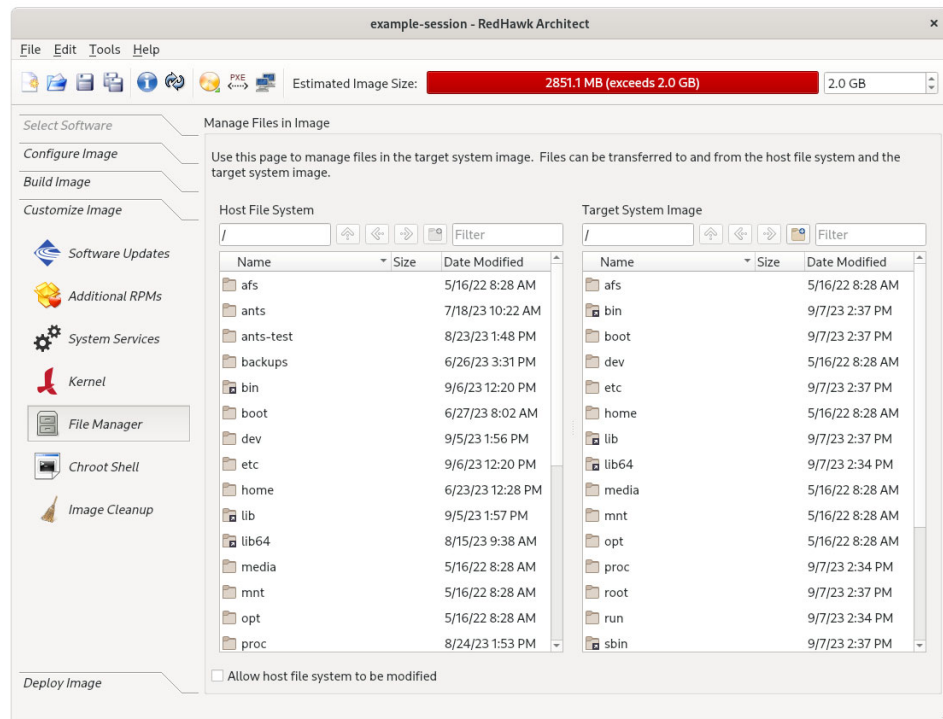 example-session - RedHawk Architect
File Edit Tools Help
PXE Estimated Image Size: 2851.1 MB (exceeds 2.0 GB) 2.0 GB
Select Software
Configure Image
Build Image
Customize Image
Software Updates
Additional RPMs
System Services
Kernel
File Manager
Chroot Shell
Image Cleanup
Deploy Image
Manage Files in Image
Use this page to manage files in the target system image. Files can be transferred to and from the host file system and the
target system image.
Host File System
/ Filter
Name Size Date Modified
afs 5/16/22 8:28 AM
ants 7/18/23 10:22 AM
ants-test 8/23/23 1:48 PM
backups 6/26/23 3:31 PM
bin 9/6/23 12:20 PM
boot 6/27/23 8:02 AM
dev 9/5/23 1:56 PM
etc 9/6/23 12:20 PM
home 6/23/23 12:28 PM
lib 9/5/23 1:57 PM
lib64 8/15/23 9:38 AM
media 5/16/22 8:28 AM
mnt 5/16/22 8:28 AM
opt 5/16/22 8:28 AM
proc 8/24/23 1:53 PM
Target System Image
/ Filter
Name Size Date Modified
afs 5/16/22 8:28 AM
bin 9/7/23 2:37 PM
boot 9/7/23 2:37 PM
dev 5/16/22 8:28 AM
etc 9/7/23 2:37 PM
home 5/16/22 8:28 AM
lib 9/7/23 2:37 PM
lib64 9/7/23 2:34 PM
media 5/16/22 8:28 AM
mnt 5/16/22 8:28 AM
opt 5/16/22 8:28 AM
proc 9/7/23 2:34 PM
root 9/7/23 2:37 PM
run 9/7/23 2:34 PM
sbin 9/7/23 2:37 PM
Allow host file system to be modified